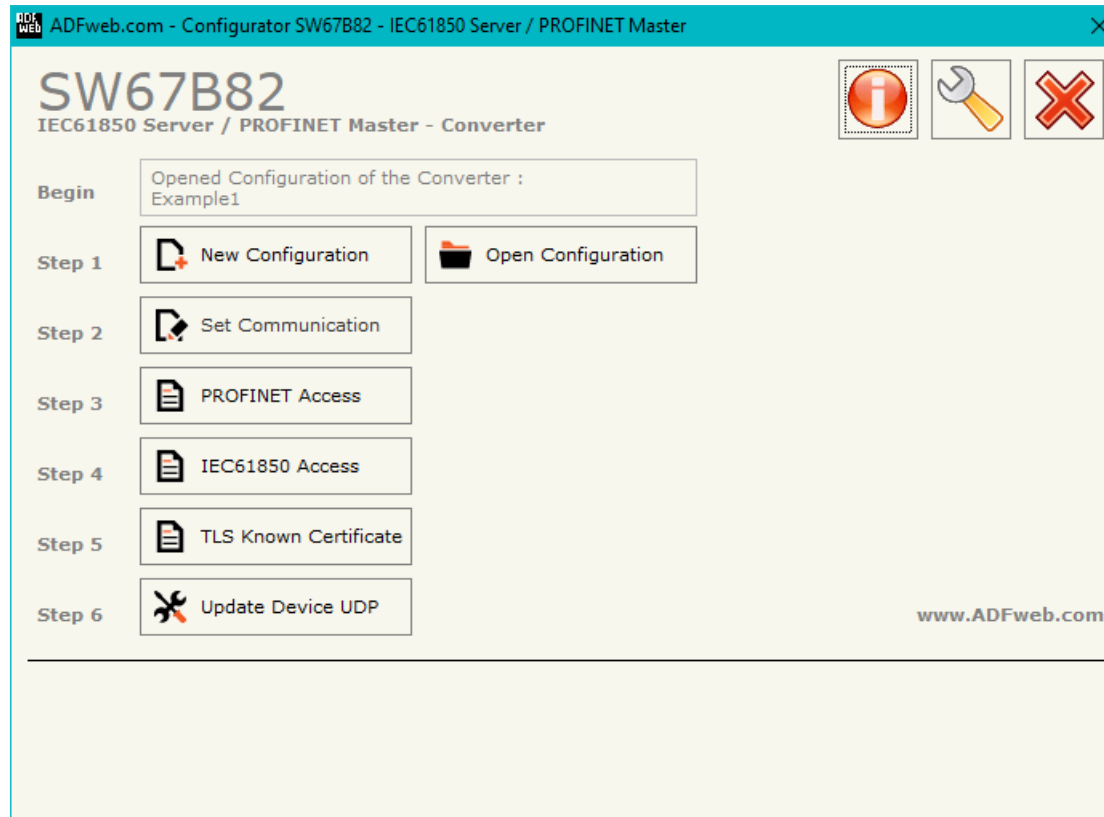 ADF WEB ADFweb.com - Configurator SW67B82 - IEC61850 Server / PROFINET Master
SW67B82
IEC61850 Server / PROFINET Master - Converter
Begin
Opened Configuration of the Converter :
Example1
Step 1
New Configuration
Open Configuration
Step 2
Set Communication
Step 3
PROFINET Access
Step 4
IEC61850 Access
Step 5
TLS Known Certificate
Step 6
Update Device UDP
www.ADFweb.com